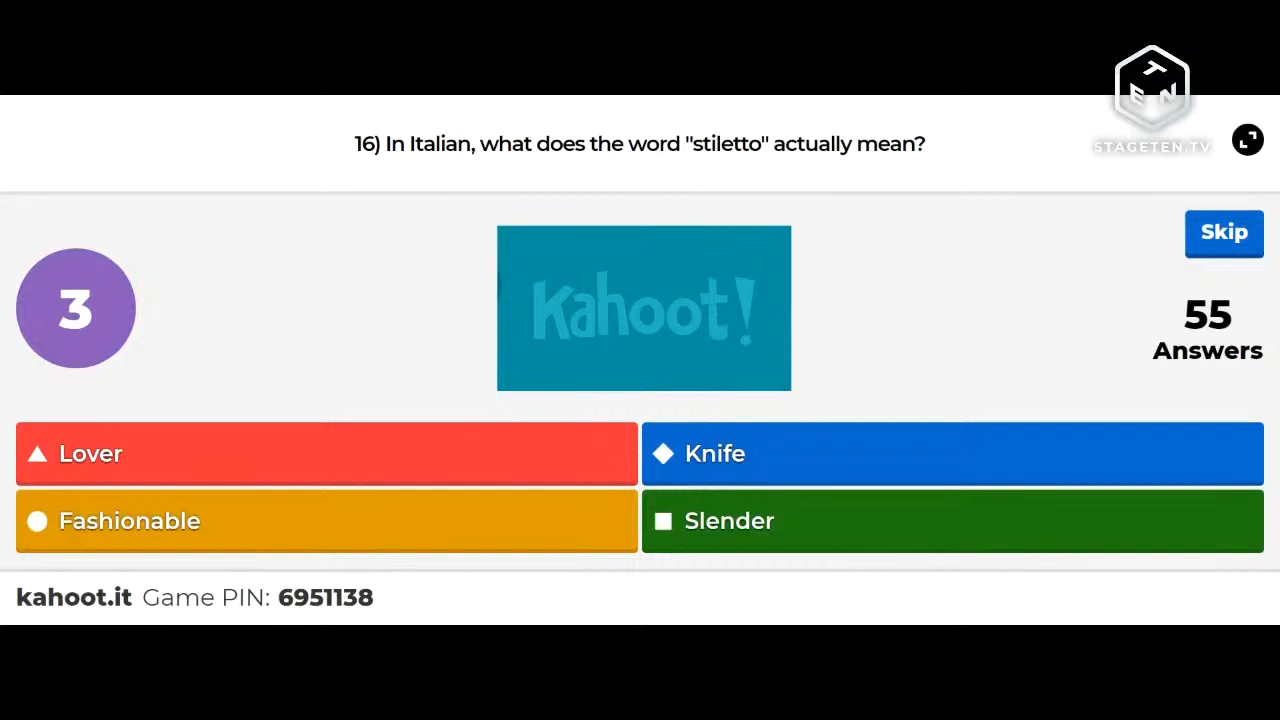 T
E N
STAGETEN.TV
16) In Italian, what does the word "stiletto" actually mean?
Skip
3
Kahoot!
55
Answers
Lover
Knife
Fashionable
Slender
kahoot.it Game PIN: 6951138